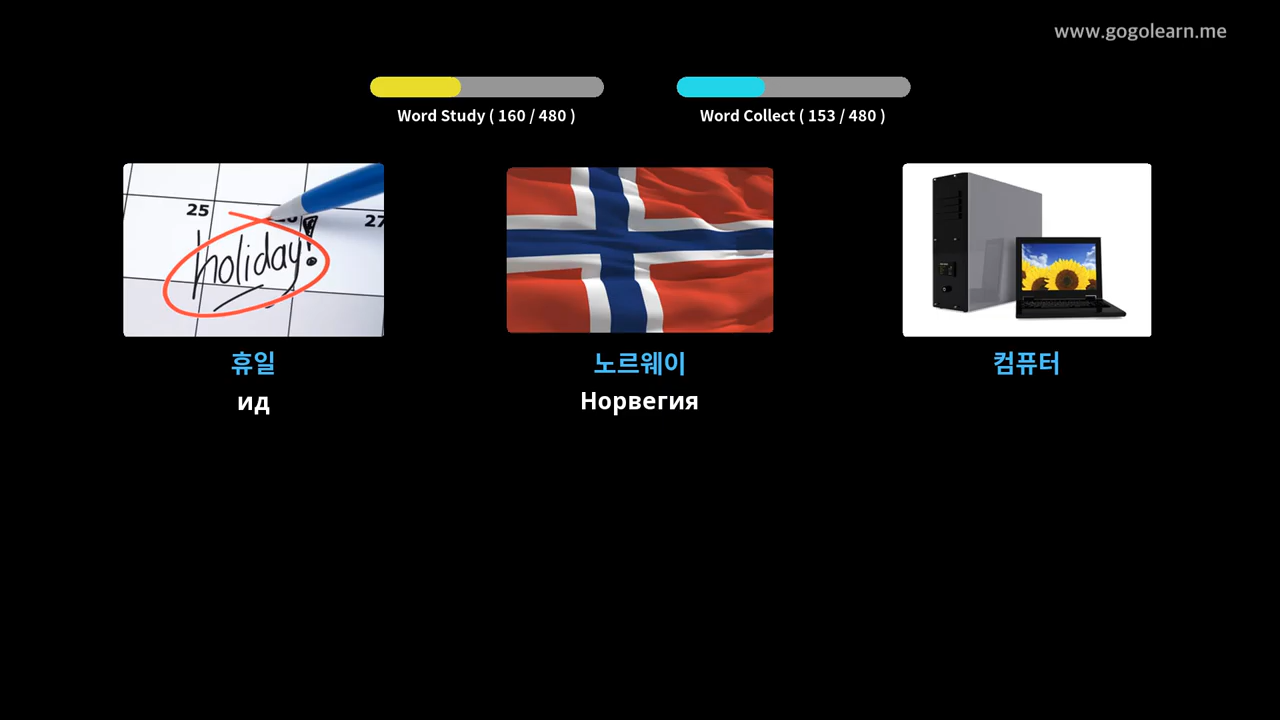 www.gogolearn.me
Word Study ( 160 / 480 )
Word Collect ( 153 / 480 )
25
27
holiday!
휴일
노르웨이
컴퓨터
ид
Норвегия